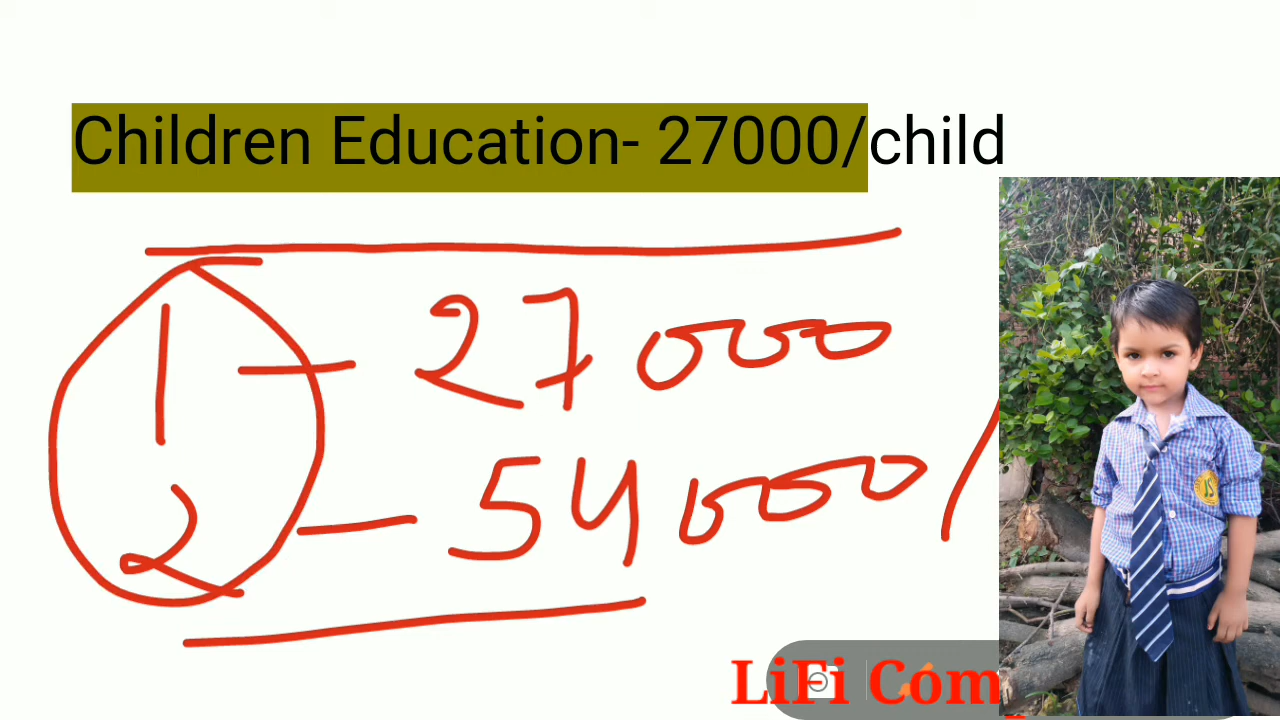 Children Education- 27000/child
1 - 27000
2 - 54000/
LiFi Com